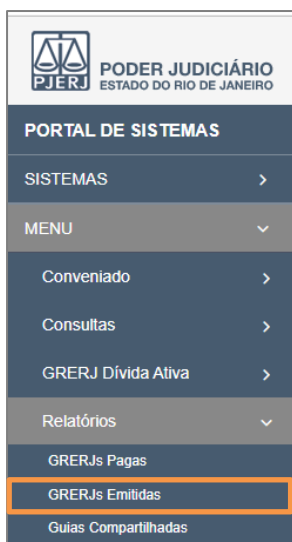 PJERJ
PODER JUDICIÁRIO
ESTADO DO RIO DE JANEIRO
PORTAL DE SISTEMAS
SISTEMAS
MENU
Conveniado
Consultas
GRERJ Dívida Ativa
Relatórios
GRERJs Pagas
GRERJs Emitidas
Guias Compartilhadas